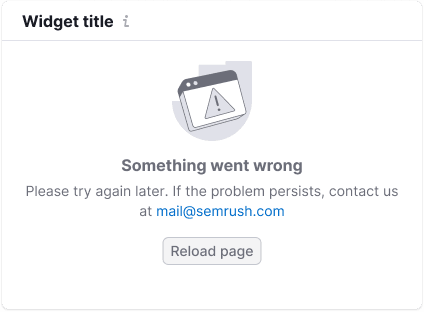 Widget title i
Something went wrong
Please try again later. If the problem persists, contact us
at mail@semrush.com
Reload page